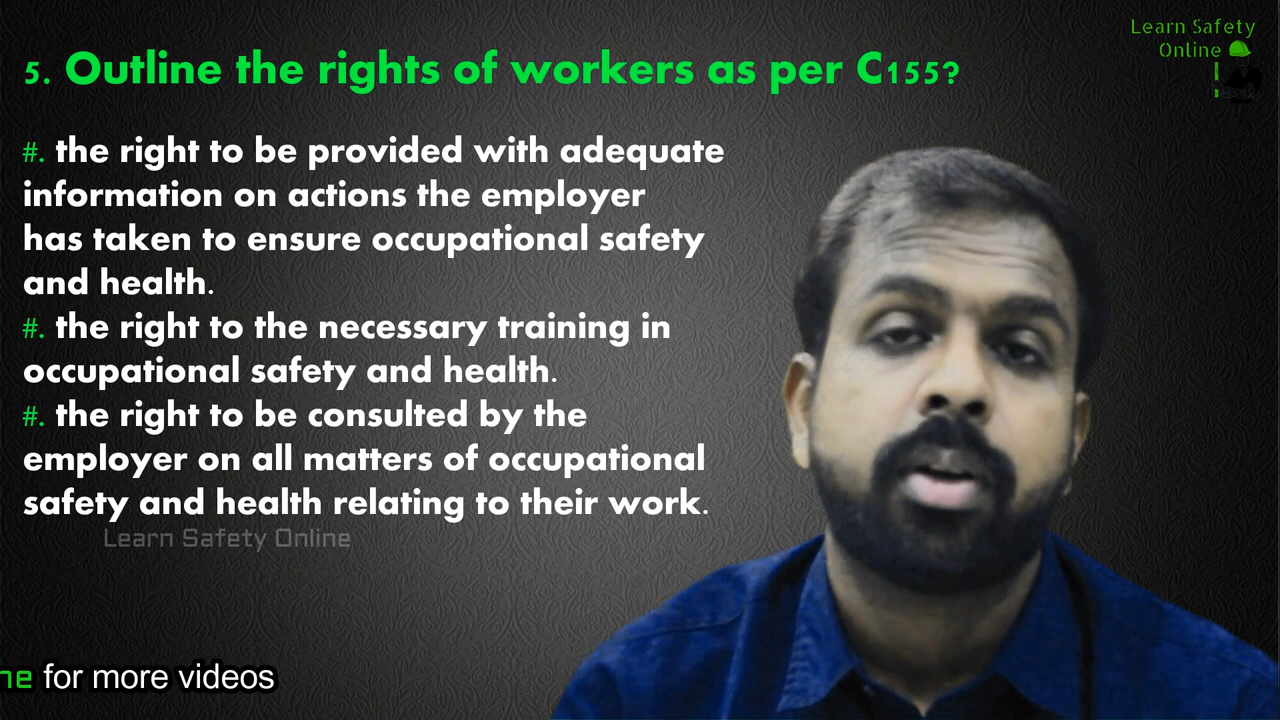 Learn Safety
Online
5. Outline the rights of workers as per C155?
#. the right to be provided with adequate
information on actions the employer
has taken to ensure occupational safety
and health.
#. the right to the necessary training in
occupational safety and health.
#. the right to be consulted by the
employer on all matters of occupational
safety and health relating to their work.
Learn Safety Online
ne for more videos